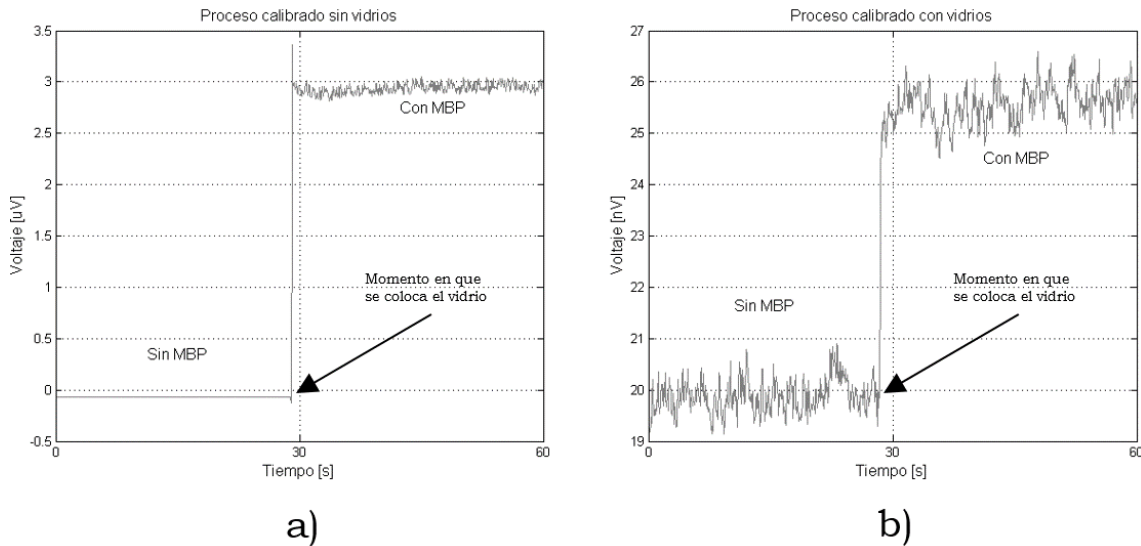 Proceso calibrado sin vidrios
3.5
3
2.5
2
1.5
1
0.5
0
-0.5
Voltaje [uV]
Con MBP
Momento en que
se coloca el vidrio
Sin MBP
0
30
60
Tiempo [s]
a)
Proceso calibrado con vidrios
27
26
25
24
23
22
21
20
19
Voltaje [nV]
Con MBP
Momento en que
se coloca el vidrio
Sin MBP
0
30
60
Tiempo [s]
b)